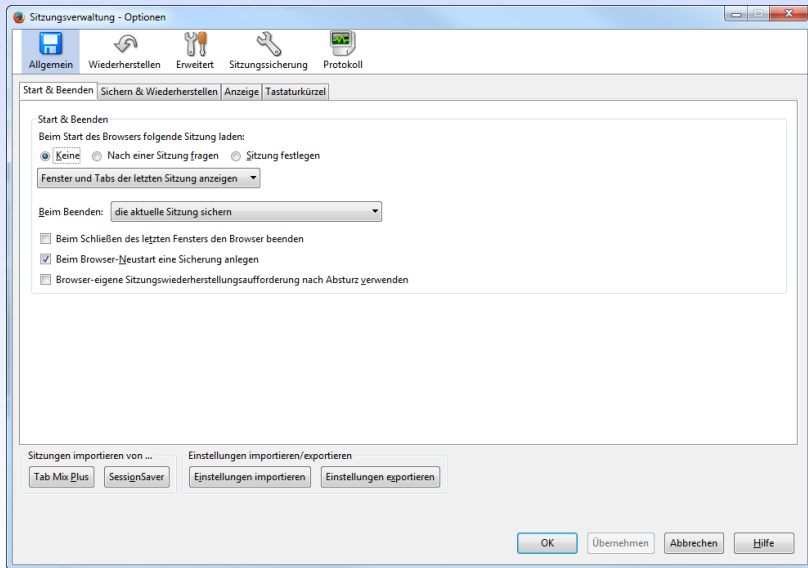 Sitzungsverwaltung - Optionen
Allgemein Wiederherstellen Erweitert Sitzungssicherung Protokoll
Start & Beenden Sichern & Wiederherstellen Anzeige Tastaturkürzel
Start & Beenden
Beim Start des Browsers folgende Sitzung laden:
Keine Nach einer Sitzung fragen Sitzung festlegen
Fenster und Tabs der letzten Sitzung anzeigen
Beim Beenden: die aktuelle Sitzung sichern
Beim Schließen des letzten Fensters den Browser beenden
Beim Browser-Neustart eine Sicherung anlegen
Browser-eigene Sitzungswiederherstellungsaufforderung nach Absturz verwenden
Sitzungen importieren von ... Einstellungen importieren/exportieren
Tab Mix Plus SessionSaver Einstellungen importieren Einstellungen exportieren
OK Übernehmen Abbrechen Hilfe